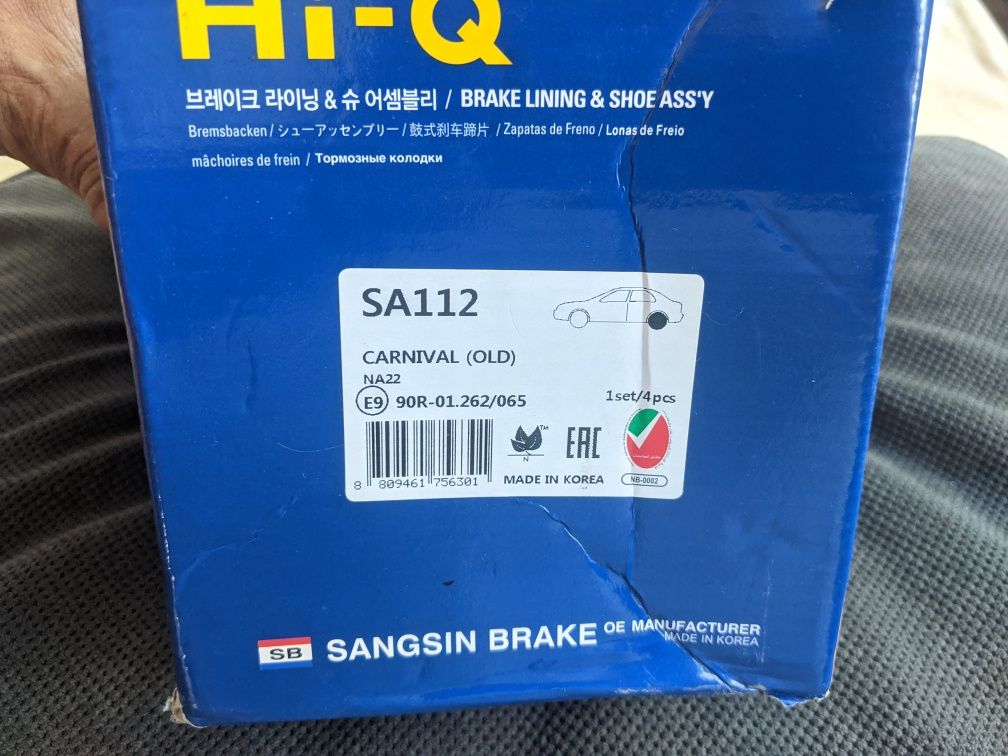 Hi-Q
브레이크 라이닝 & 슈 어셈블리 / BRAKE LINING & SHOE ASS'Y
Bremsbacken / シューアッセンブリー / 鼓式刹车蹄片 / Zapatas de Freno / Lonas de Freio
mâchoires de frein / Тормозные колодки
SA112
CARNIVAL (OLD)
NA22
E9 90R-01.262/065
1set/4pcs
8 809461 756301
N
TM
MADE IN KOREA
EAC
NB-0002
SB SANGSIN BRAKE OE MANUFACTURER
MADE IN KOREA